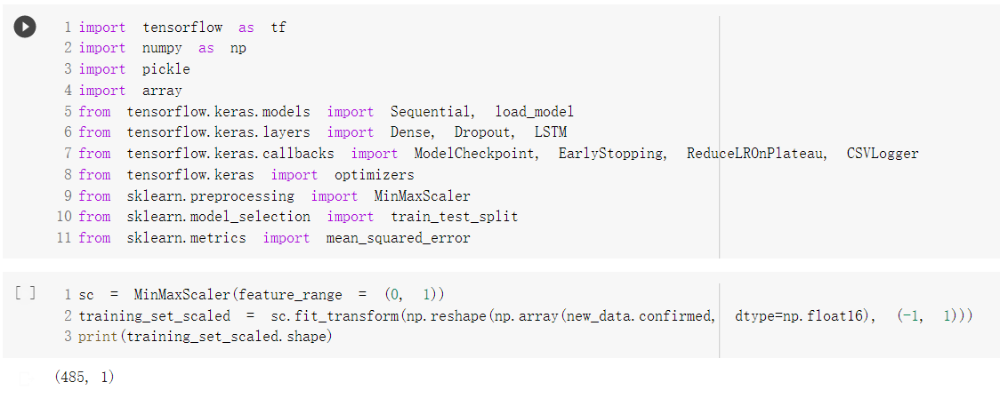 1 import tensorflow as tf
2 import numpy as np
3 import pickle
4 import array
5 from tensorflow.keras.models import Sequential, load_model
6 from tensorflow.keras.layers import Dense, Dropout, LSTM
7 from tensorflow.keras.callbacks import ModelCheckpoint, EarlyStopping, ReduceLROnPlateau, CSVLogger
8 from tensorflow.keras import optimizers
9 from sklearn.preprocessing import MinMaxScaler
10 from sklearn.model_selection import train_test_split
11 from sklearn.metrics import mean_squared_error
[ ] 1 sc = MinMaxScaler(feature_range = (0, 1))
2 training_set_scaled = sc.fit_transform(np.reshape(np.array(new_data.confirmed, dtype=np.float16), (-1, 1)))
3 print(training_set_scaled.shape)
(485, 1)